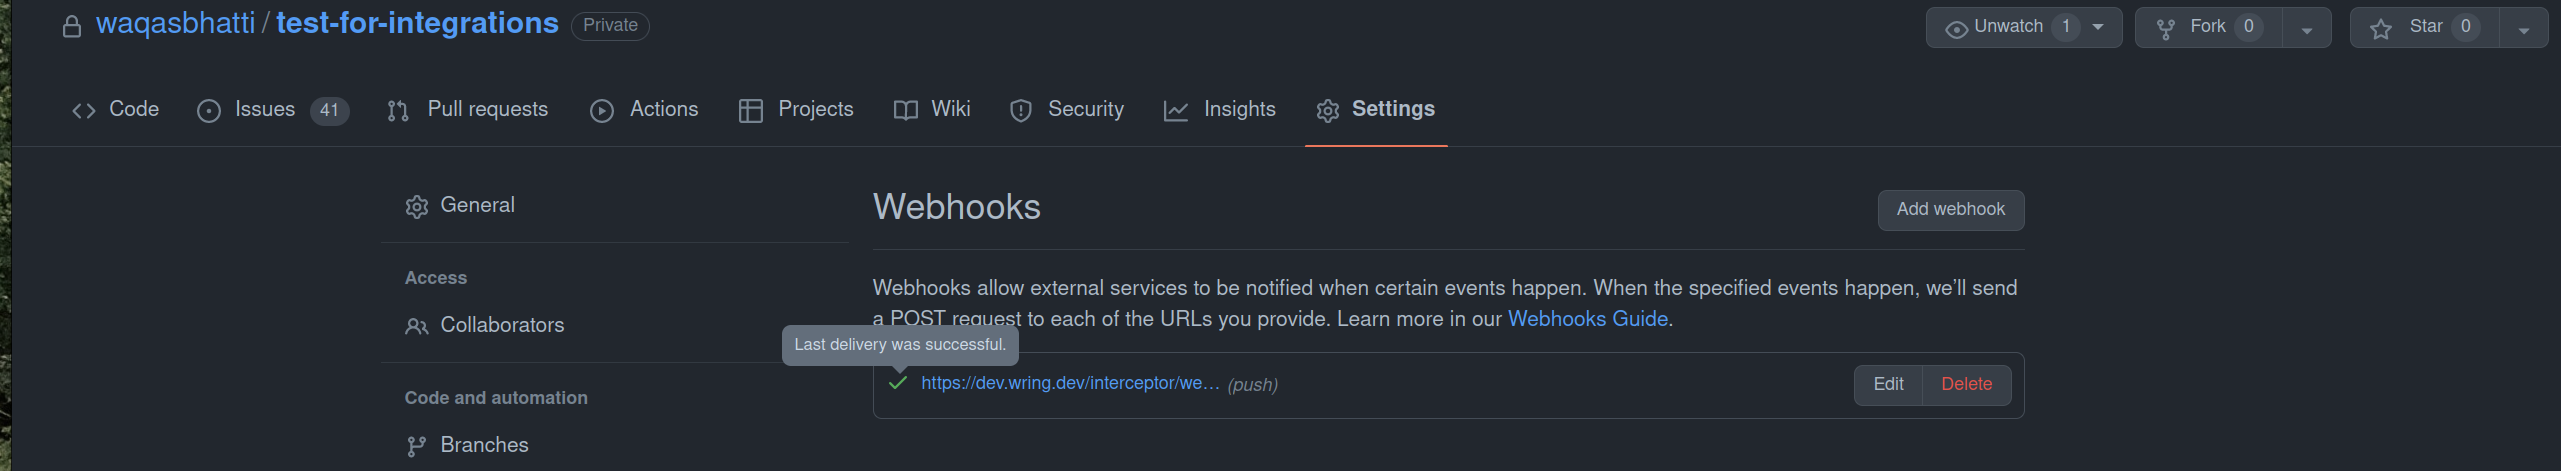 waqasbhatti / test-for-integrations Private Unwatch 1 Fork 0 Star 0
Code Issues 41 Pull requests Actions Projects Wiki Security Insights Settings
General
Access
Collaborators
Code and automation
Branches
Webhooks Add webhook
Webhooks allow external services to be notified when certain events happen. When the specified events happen, we'll send
a POST request to each of the URLs you provide. Learn more in our Webhooks Guide.
Last delivery was successful.
https://dev.wring.dev/interceptor/we... (push) Edit Delete